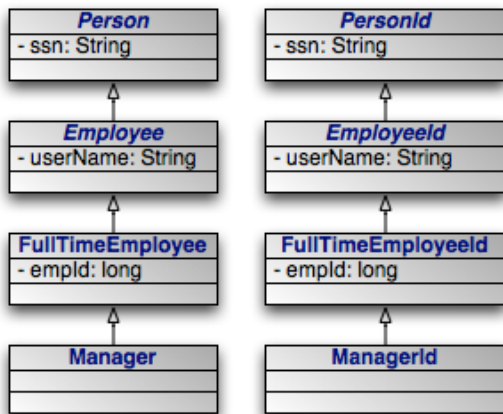 Person
- ssn: String
Employee
- userName: String
FullTimeEmployee
- empId: long
Manager
PersonId
- ssn: String
EmployeeId
- userName: String
FullTimeEmployeeId
- empId: long
ManagerId